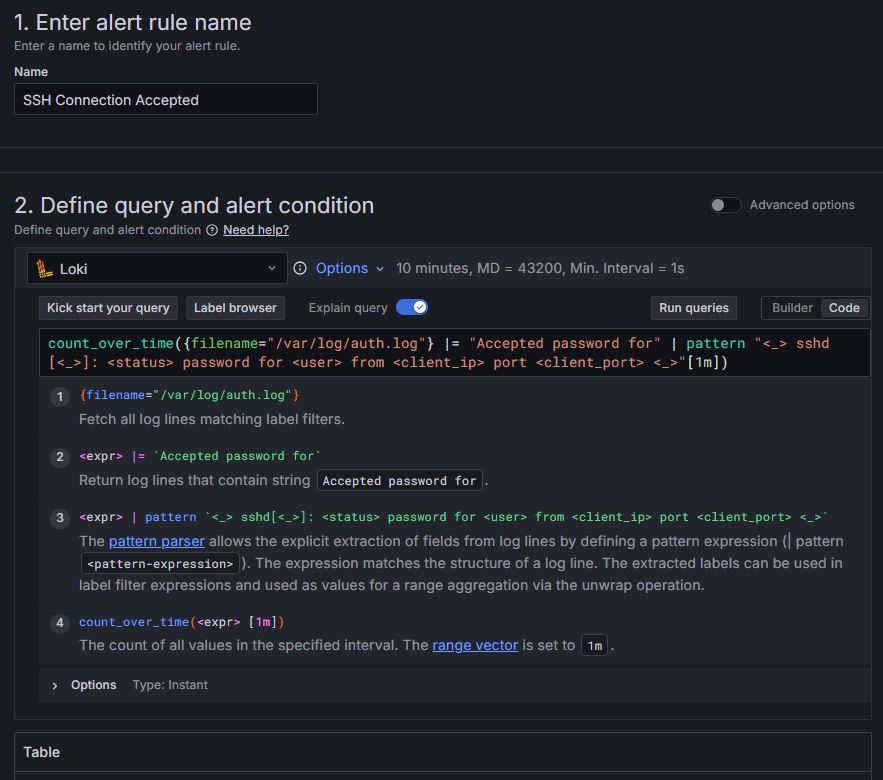 1. Enter alert rule name
Enter a name to identify your alert rule.
Name
SSH Connection Accepted
2. Define query and alert condition
Advanced options
Define query and alert condition Need help?
Loki
Options 10 minutes, MD = 43200, Min. Interval = 1s
Kick start your query Label browser Explain query Run queries Builder Code
count_over_time({filename="/var/log/auth.log"} |= "Accepted password for" | pattern "<_> sshd
[<_>]: <status> password for <user> from <client_ip> port <client_port> <_>"[1m])
1 {filename="/var/log/auth.log"}
Fetch all log lines matching label filters.
2 <expr> |= `Accepted password for`
Return log lines that contain string Accepted password for .
3 <expr> | pattern `<_> sshd[<_>]: <status> password for <user> from <client_ip> port <client_port> <_>`
The pattern parser allows the explicit extraction of fields from log lines by defining a pattern expression (| pattern
<pattern-expression> ). The expression matches the structure of a log line. The extracted labels can be used in
label filter expressions and used as values for a range aggregation via the unwrap operation.
4 count_over_time(<expr> [1m])
The count of all values in the specified interval. The range vector is set to 1m .
Options Type: Instant
Table